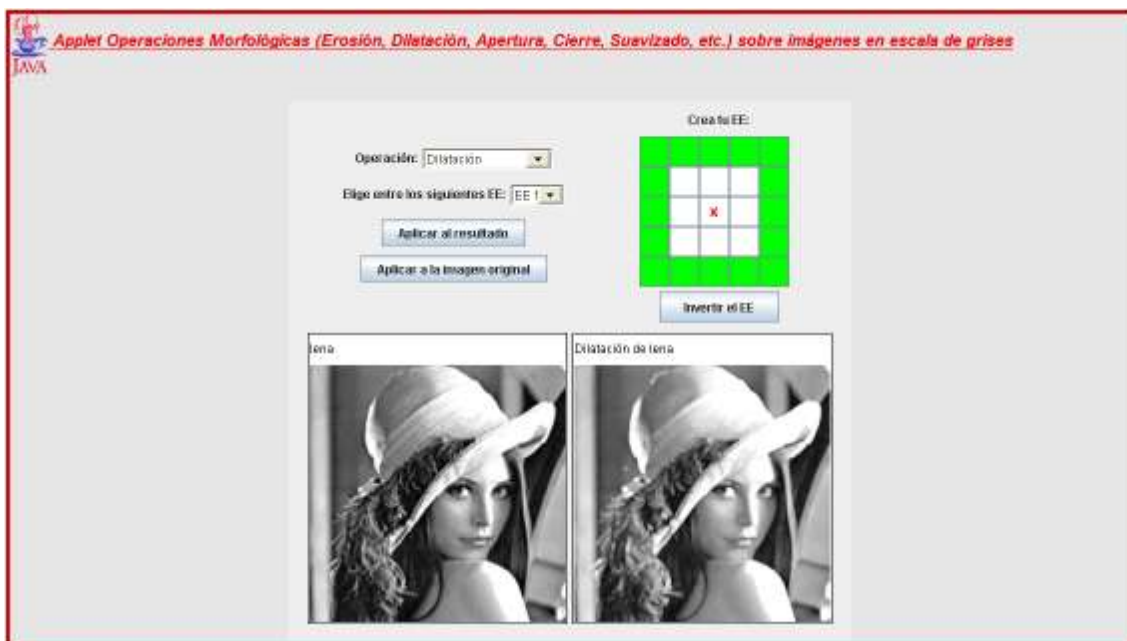 Applet Operaciones Morfológicas (Erosión, Dilatación, Apertura, Cierre, Suavizado, etc.) sobre imágenes en escala de grises
JAVA
Crea tu EE:
Operación: Dilatación
Elige entre los siguientes EE: EE 1
x
Aplicar al resultado
Aplicar a la imagen original
Invertir el EE
lena
Dilatación de lena